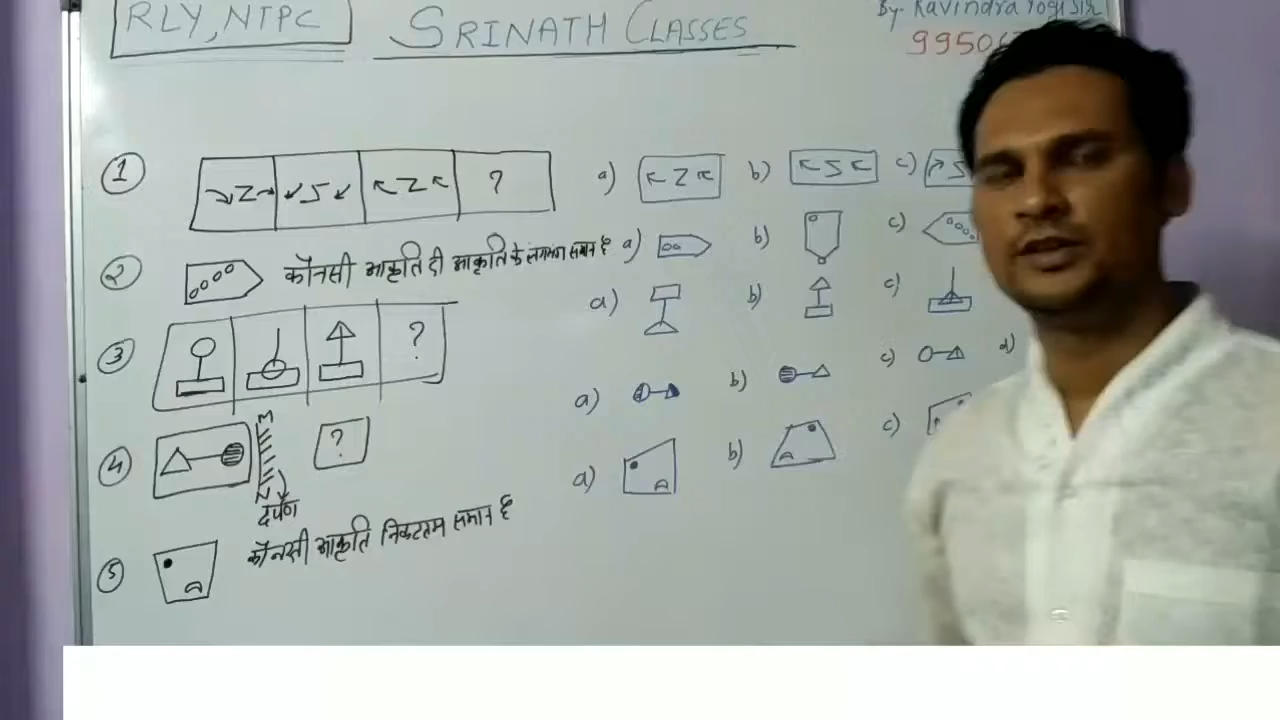 RLY, NTPC
SRINATH CLASSES
By. Ravindra Yogi Sir
9950
1
Z
S
Z
?
a)
Z
b)
S
c)
S
2
कौनसी आकृति दी आकृति के लगभग समान है
a)
b)
c)
3
?
a)
b)
c)
4
M
N
दर्पण
?
a)
b)
c)
d)
5
कौनसी आकृति निकटतम समान है
a)
b)
c)